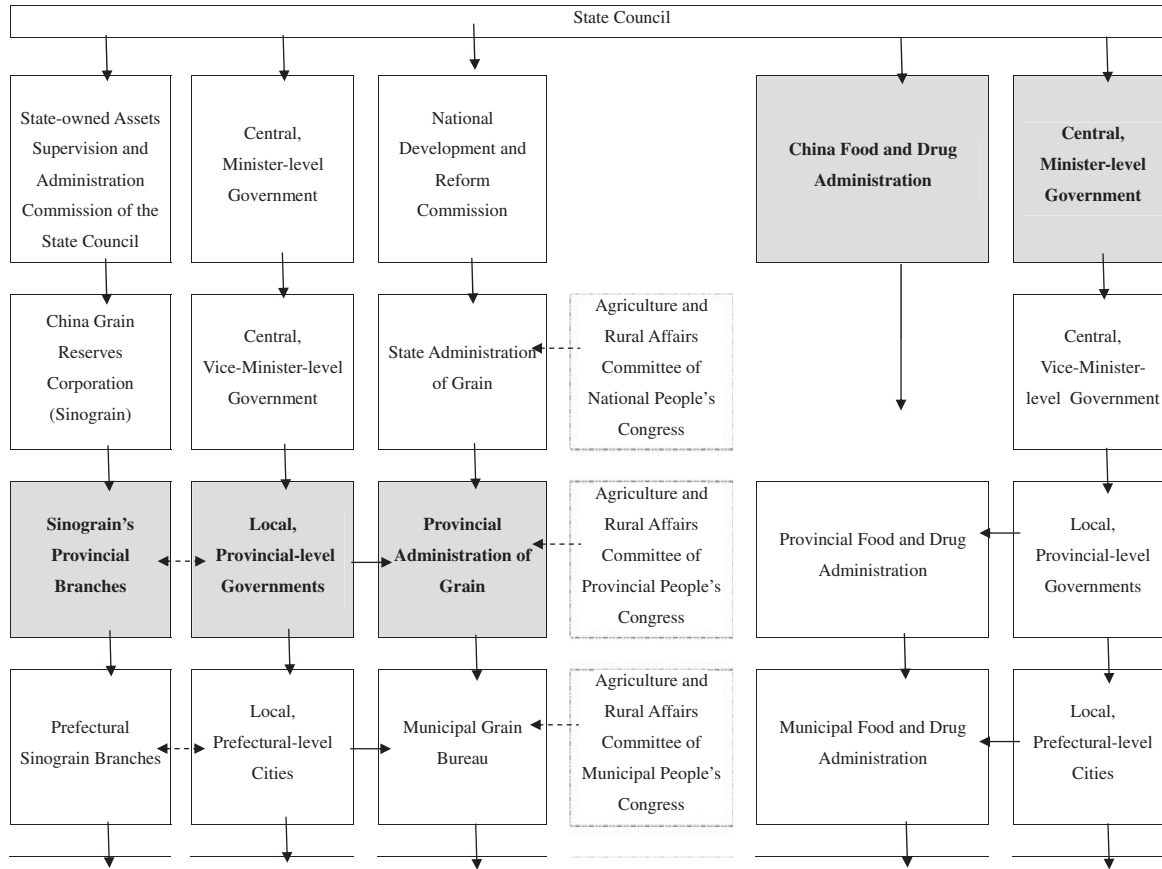 State Council
State-owned Assets
Supervision and
Administration
Commission of the
State Council
Central,
Minister-level
Government
National
Development and
Reform
Commission
China Food and Drug
Administration
Central,
Minister-level
Government
China Grain
Reserves
Corporation
(Sinograin)
Central,
Vice-Minister-level
Government
State Administration
of Grain
Agriculture and
Rural Affairs
Committee of
National People's
Congress
Central,
Vice-Minister-
level Government
Sinograin's
Provincial
Branches
Local,
Provincial-level
Governments
Provincial
Administration of
Grain
Agriculture and
Rural Affairs
Committee of
Provincial People's
Congress
Provincial Food and Drug
Administration
Local,
Provincial-level
Governments
Prefectural
Sinograin Branches
Local,
Prefectural-level
Cities
Municipal Grain
Bureau
Agriculture and
Rural Affairs
Committee of
Municipal People's
Congress
Municipal Food and Drug
Administration
Local,
Prefectural-level
Cities